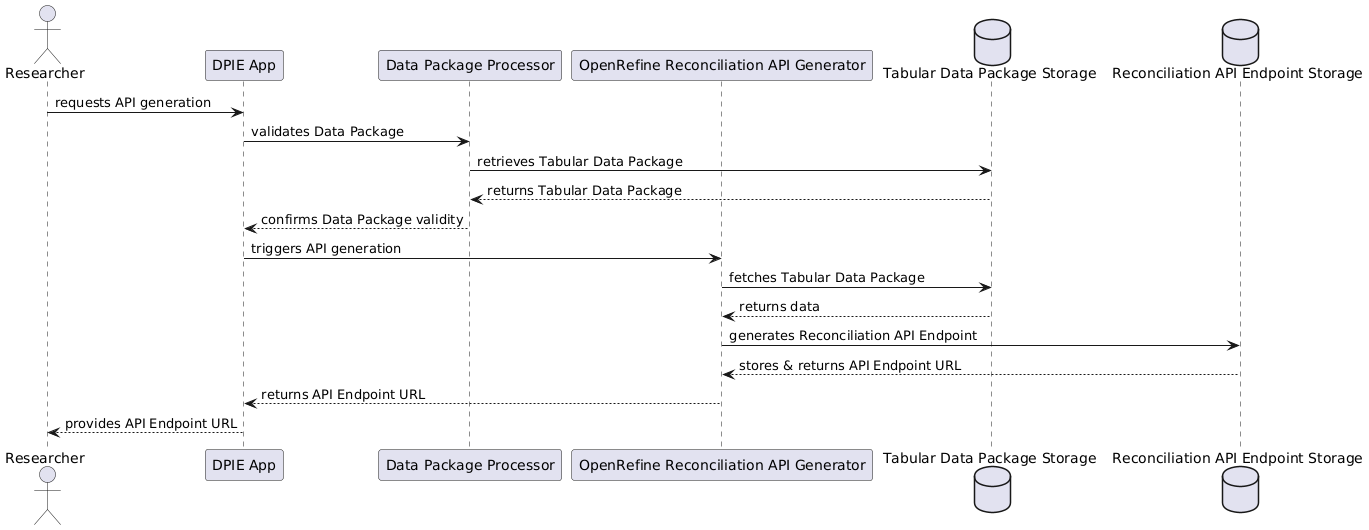 Researcher
DPIE App
Data Package Processor
OpenRefine Reconciliation API Generator
Tabular Data Package Storage
Reconciliation API Endpoint Storage
requests API generation
validates Data Package
retrieves Tabular Data Package
returns Tabular Data Package
confirms Data Package validity
triggers API generation
fetches Tabular Data Package
returns data
generates Reconciliation API Endpoint
stores & returns API Endpoint URL
returns API Endpoint URL
provides API Endpoint URL
Researcher
DPIE App
Data Package Processor
OpenRefine Reconciliation API Generator
Tabular Data Package Storage
Reconciliation API Endpoint Storage